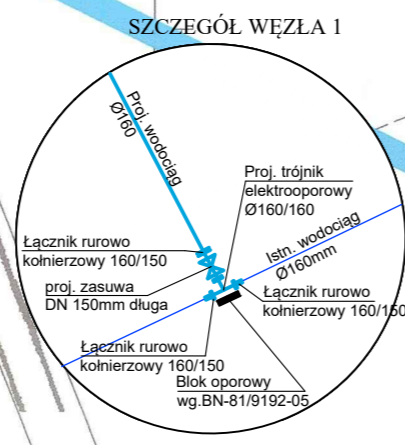 SZCZEGÓŁ WĘZŁA 1
Proj. wodociąg
Ø160
Proj. trójnik
elektrooporowy
Ø160/160
Istn. wodociąg
Ø160mm
Łącznik rurowo
kołnierzowy 160/150
proj. zasuwa
DN 150mm długa
Łącznik rurowo
kołnierzowy 160/150
Łącznik rurowo
kołnierzowy 160/150
Blok oporowy
wg.BN-81/9192-05